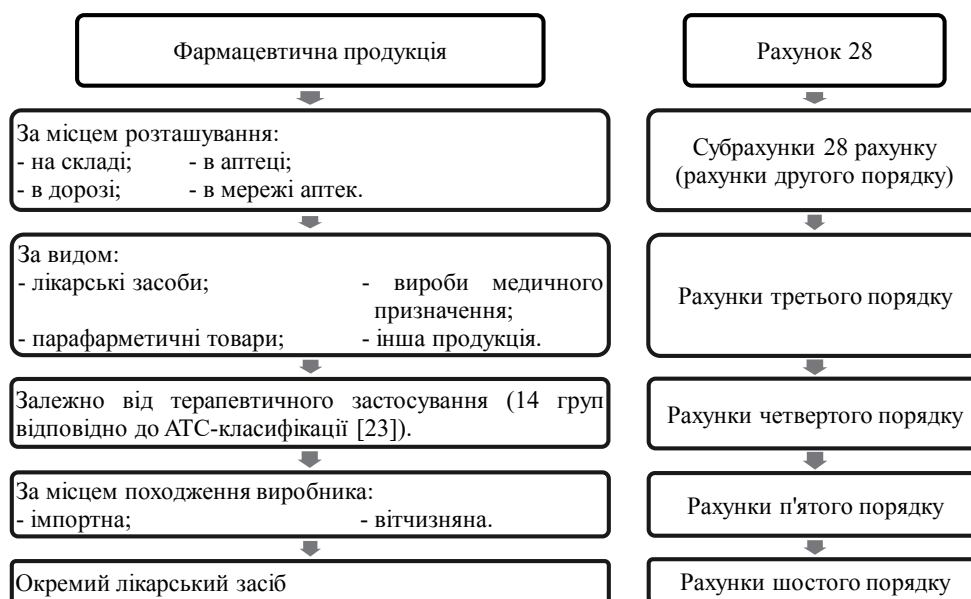 Фармацевтична продукція
Рахунок 28
За місцем розташування:
- на складі; - в аптеці;
- в дорозі; - в мережі аптек.
Субрахунки 28 рахунку
(рахунки другого порядку)
За видом:
- лікарські засоби; - вироби медичного
призначення;
- парафарметичні товари; - інша продукція.
Рахунки третього порядку
Залежно від терапевтичного застосування (14 груп
відповідно до АТС-класифікації [23]).
Рахунки четвертого порядку
За місцем походження виробника:
- імпортна; - вітчизняна.
Рахунки п'ятого порядку
Окремий лікарський засіб
Рахунки шостого порядку